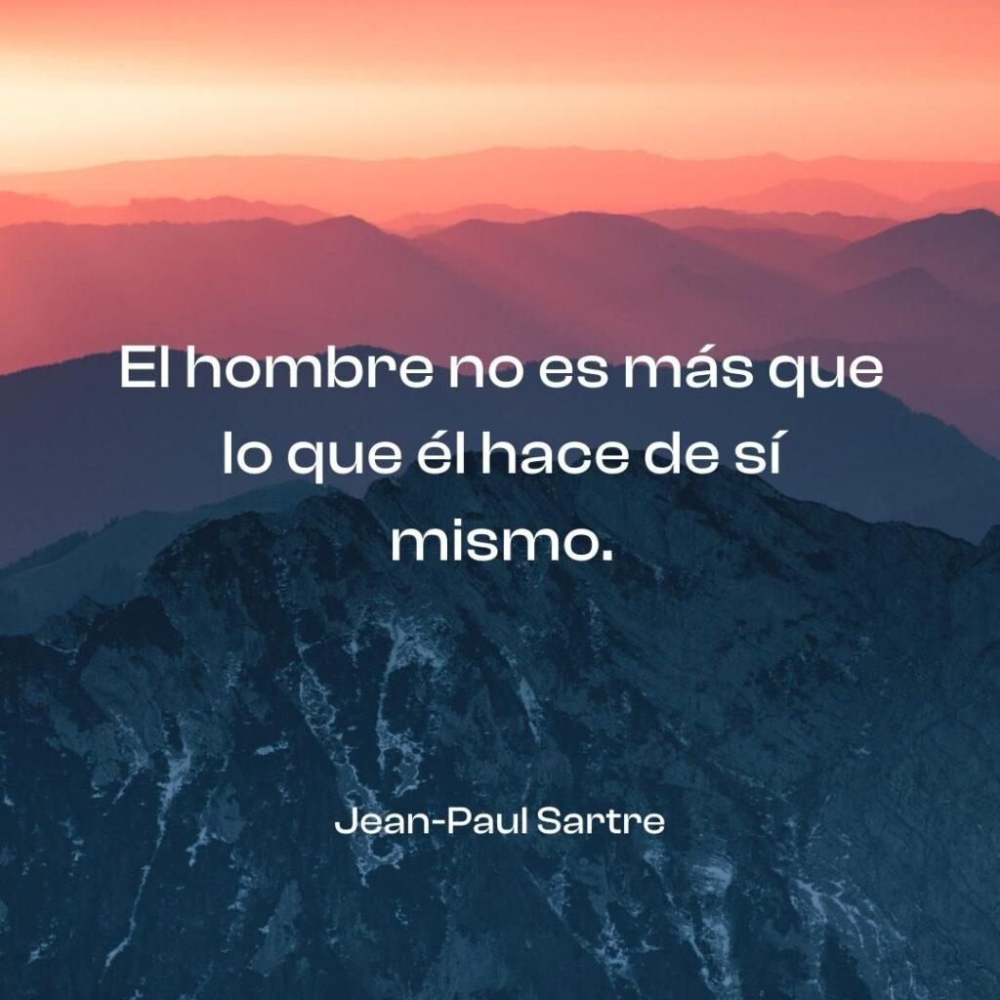 El hombre no es más que
lo que él hace de sí
mismo.
Jean-Paul Sartre